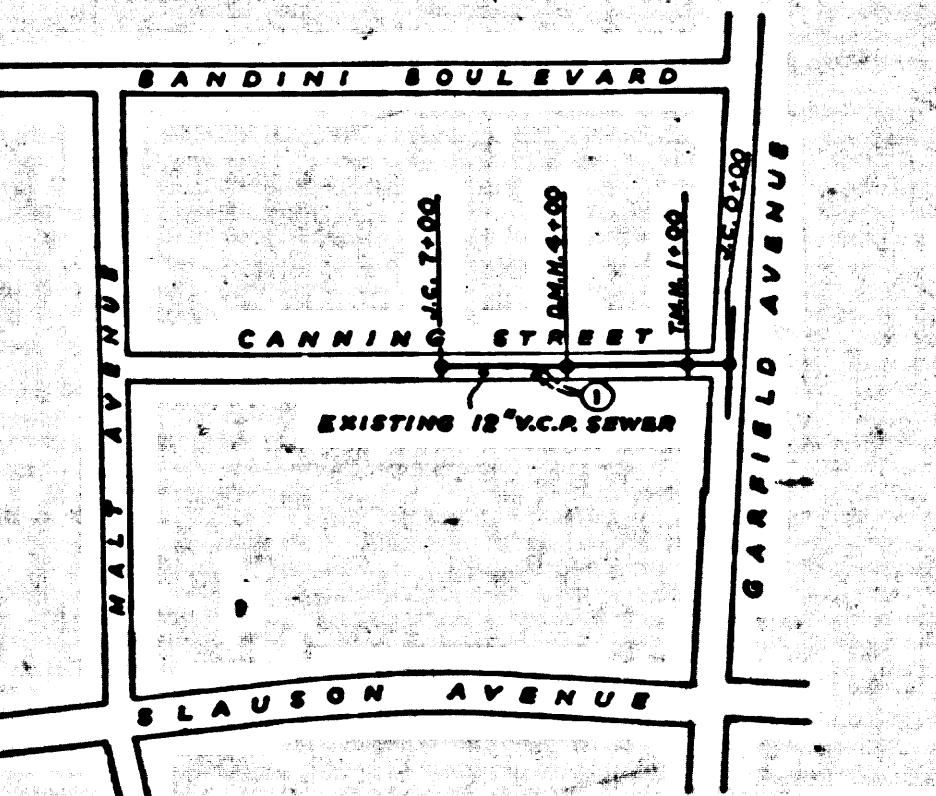 BANDINI BOULEVARD
J.C. 7+00
D.M.H. 4+00
T.M.H. 1+00
J.C. 0+00
GARFIELD AVENUE
MALT AVENUE
CANNING STREET
1
EXISTING 12" V.C.P. SEWER
SLAUSON AVENUE